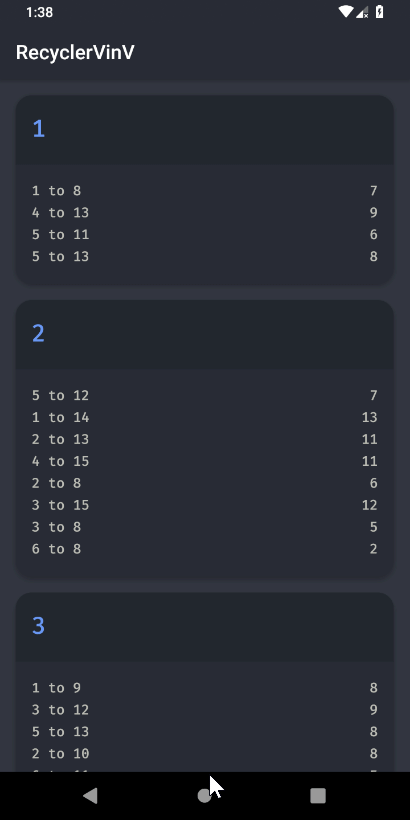 1:38
RecyclerVinV
1
1 to 8 7
4 to 13 9
5 to 11 6
5 to 13 8
2
5 to 12 7
1 to 14 13
2 to 13 11
4 to 15 11
2 to 8 6
3 to 15 12
3 to 8 5
6 to 8 2
3
1 to 9 8
3 to 12 9
5 to 13 8
2 to 10 8